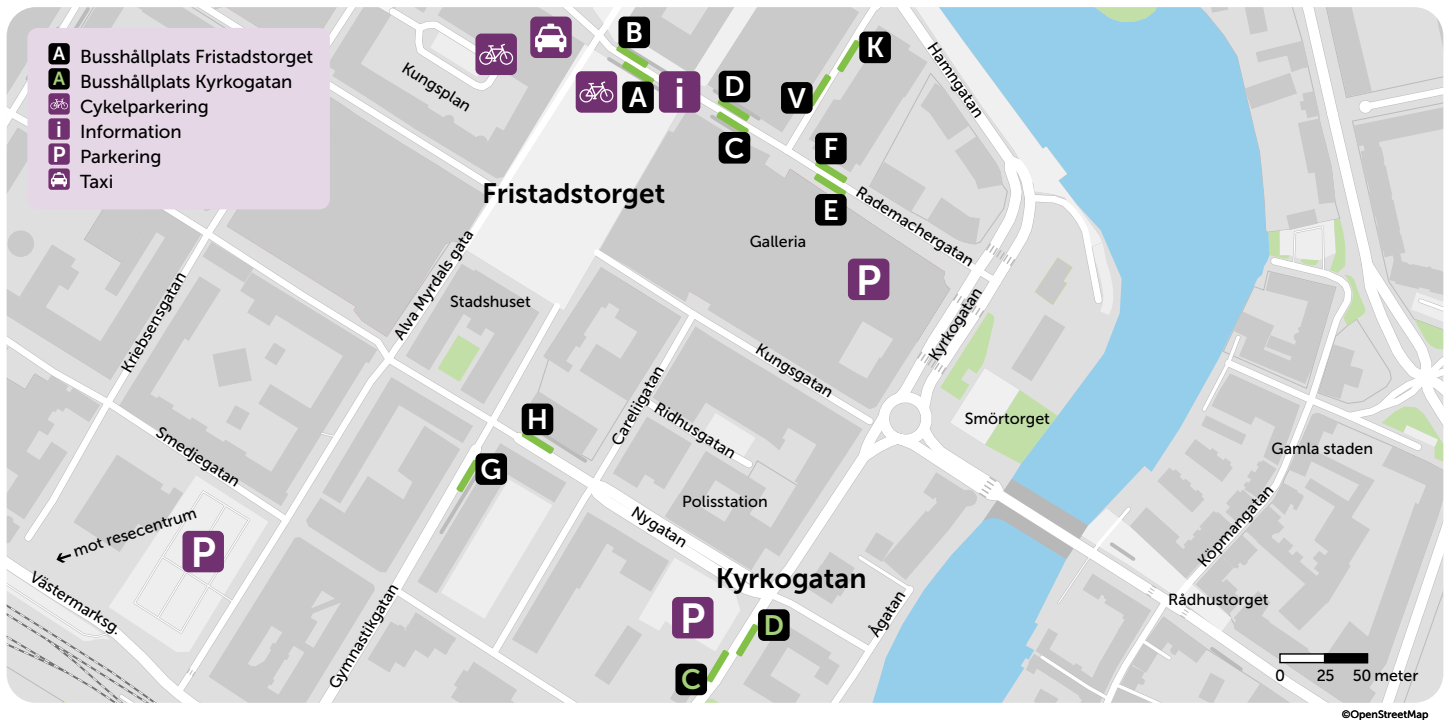 A Busshållplats Fristadstorget
A Busshållplats Kyrkogatan
Cykelparkering
i Information
P Parkering
Taxi
B
K
Hamngatan
Kungsplan
A
i
D
V
C
F
Fristadstorget
E
Rademachergatan
Galleria
P
Alva Myrdals gata
Stadshuset
Kriebsensgatan
Kyrkogatan
Kungsgatan
Careliigatan
Ridhusgatan
H
Smörtorget
G
Smedjegatan
Gamla staden
Polisstation
Nygatan
← mot resecentrum
P
Köpmangatan
Kyrkogatan
Västermarksg.
Gymnastikgatan
P
D
Ågatan
Rådhustorget
C
0 25 50 meter
©OpenStreetMap